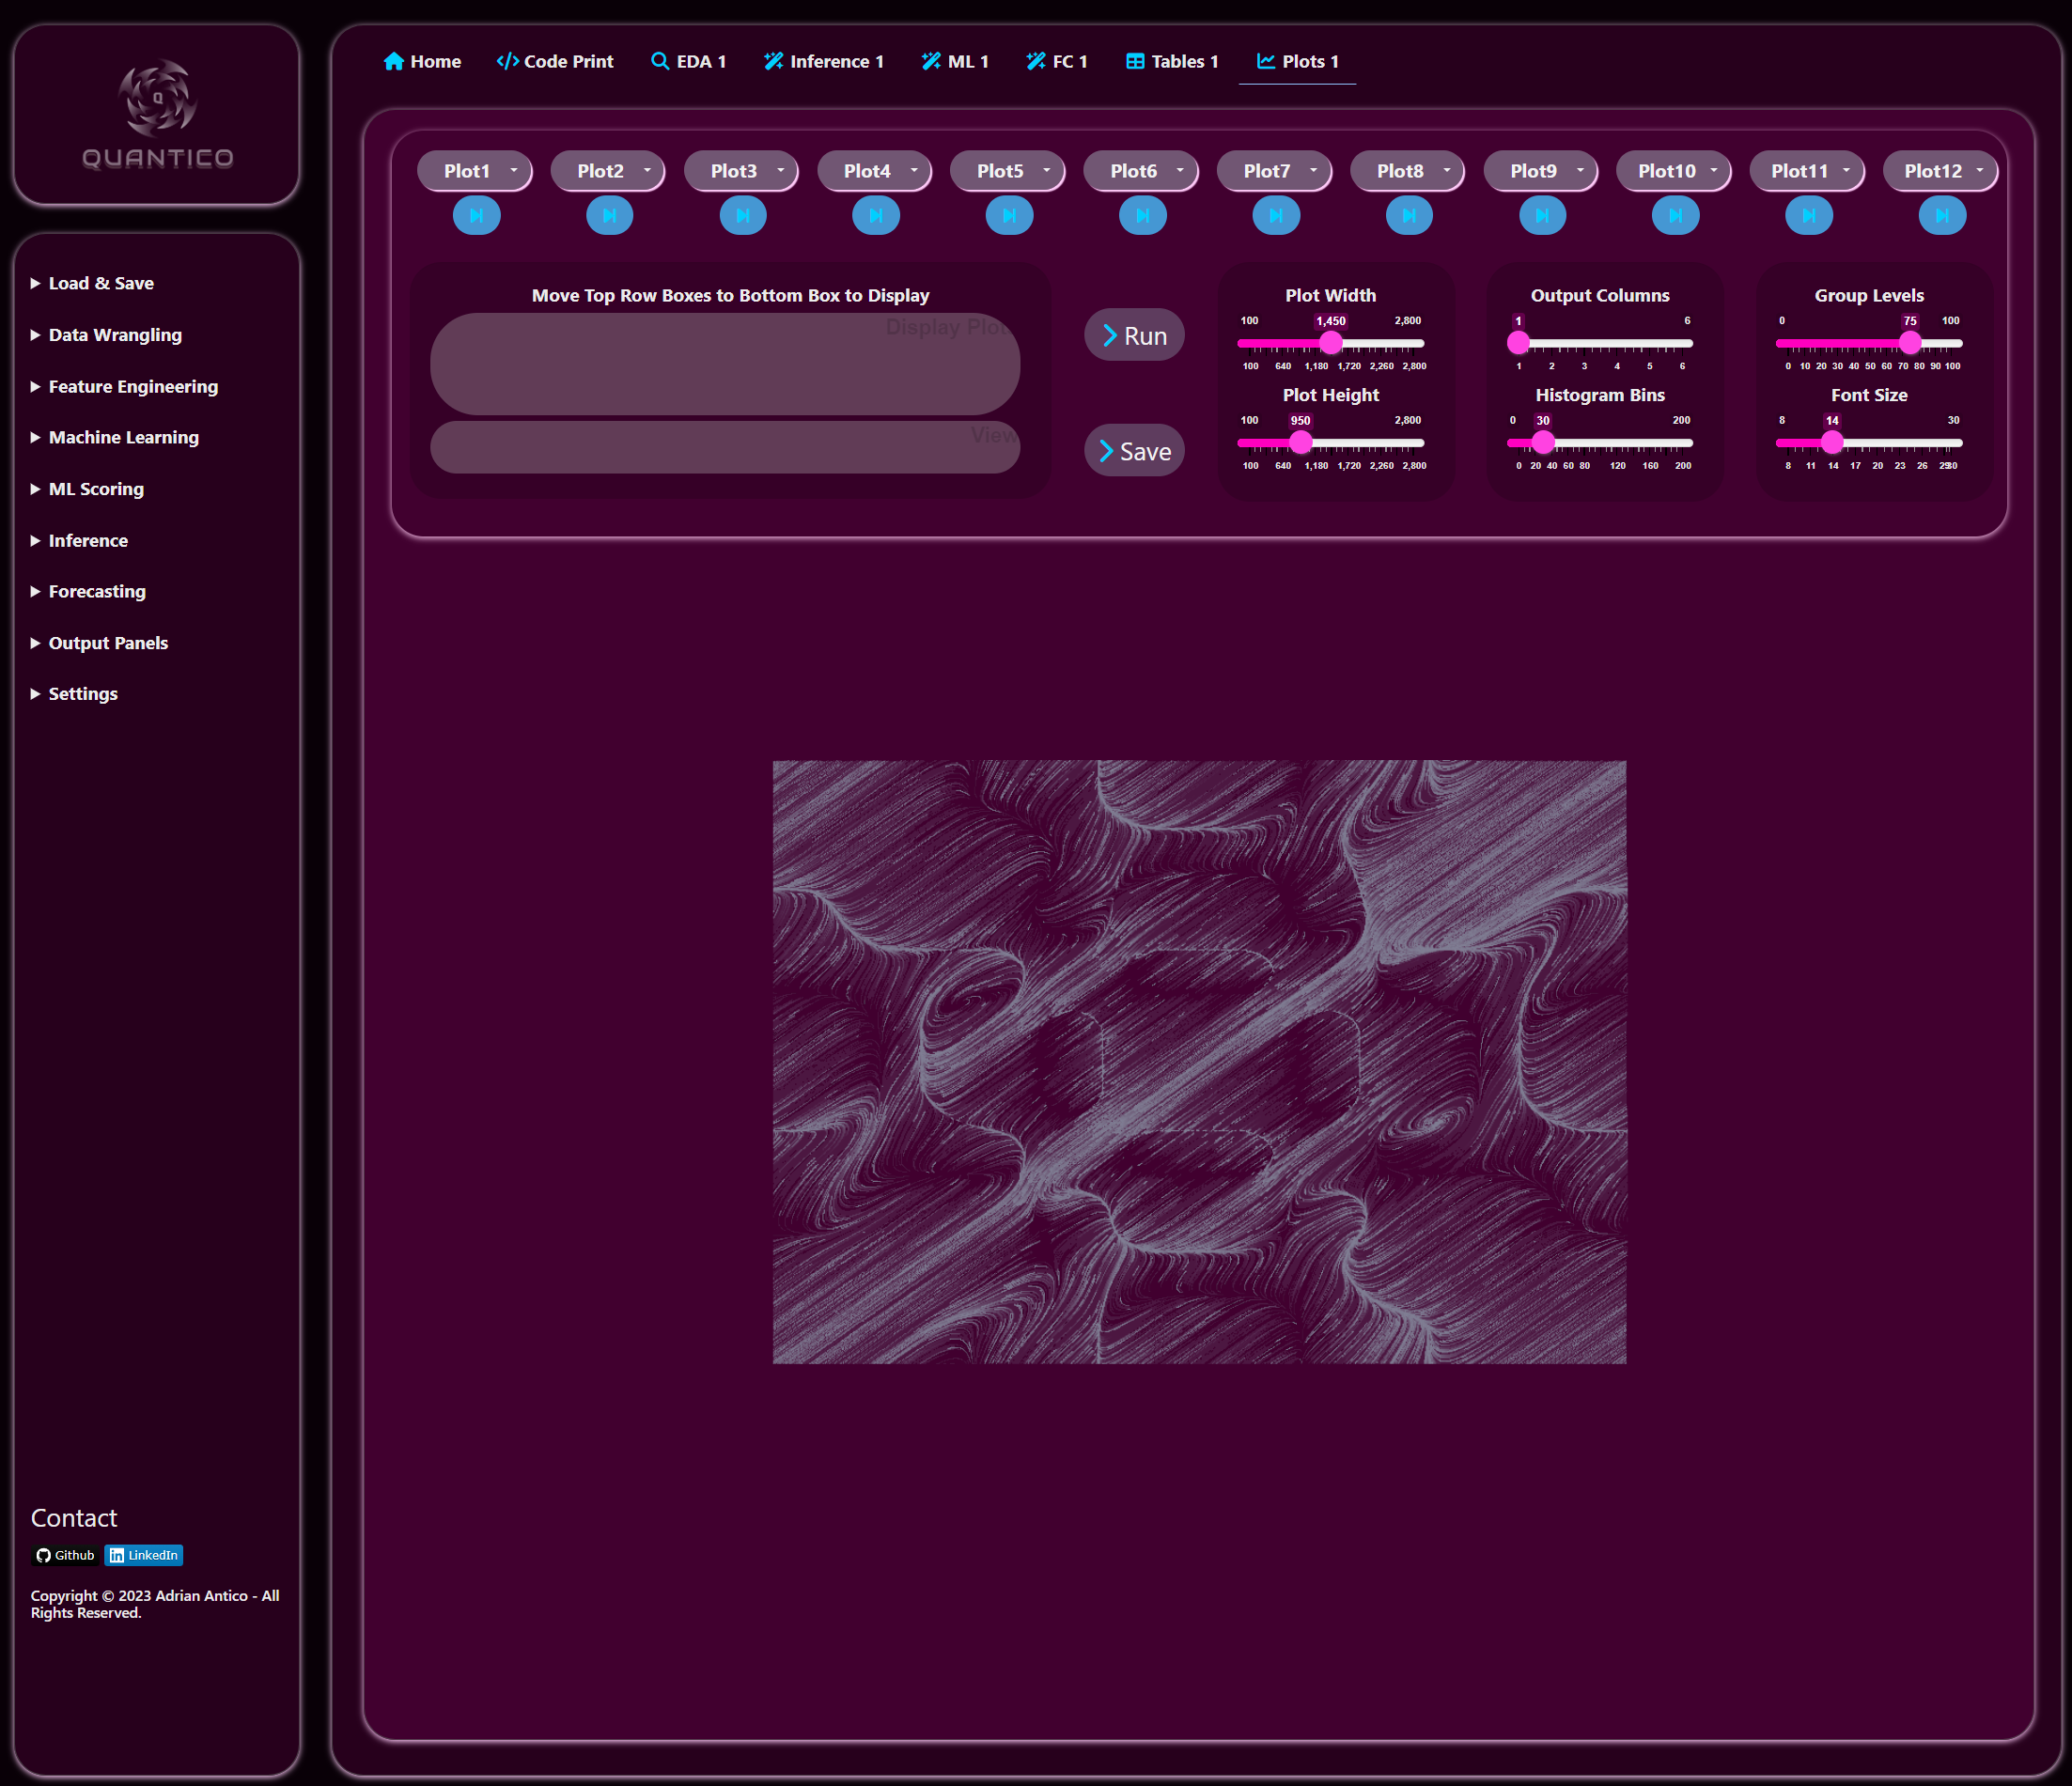 Q
QUANTICO
Home Code Print EDA 1 Inference 1 ML 1 FC 1 Tables 1 Plots 1
Plot1 Plot2 Plot3 Plot4 Plot5 Plot6 Plot7 Plot8 Plot9 Plot10 Plot11 Plot12
Move Top Row Boxes to Bottom Box to Display
Display Plot
View
Run
Save
Plot Width
100 1,450 2,800
100 640 1,180 1,720 2,260 2,800
Plot Height
100 950 2,800
100 640 1,180 1,720 2,260 2,800
Output Columns
1 6
1 2 3 4 5 6
Histogram Bins
0 30 200
0 20 40 60 80 120 160 200
Group Levels
0 75 100
0 10 20 30 40 50 60 70 80 90 100
Font Size
8 14 30
8 11 14 17 20 23 26 29 30
Load & Save
Data Wrangling
Feature Engineering
Machine Learning
ML Scoring
Inference
Forecasting
Output Panels
Settings
Contact
Github LinkedIn
Copyright © 2023 Adrian Antico - All
Rights Reserved.